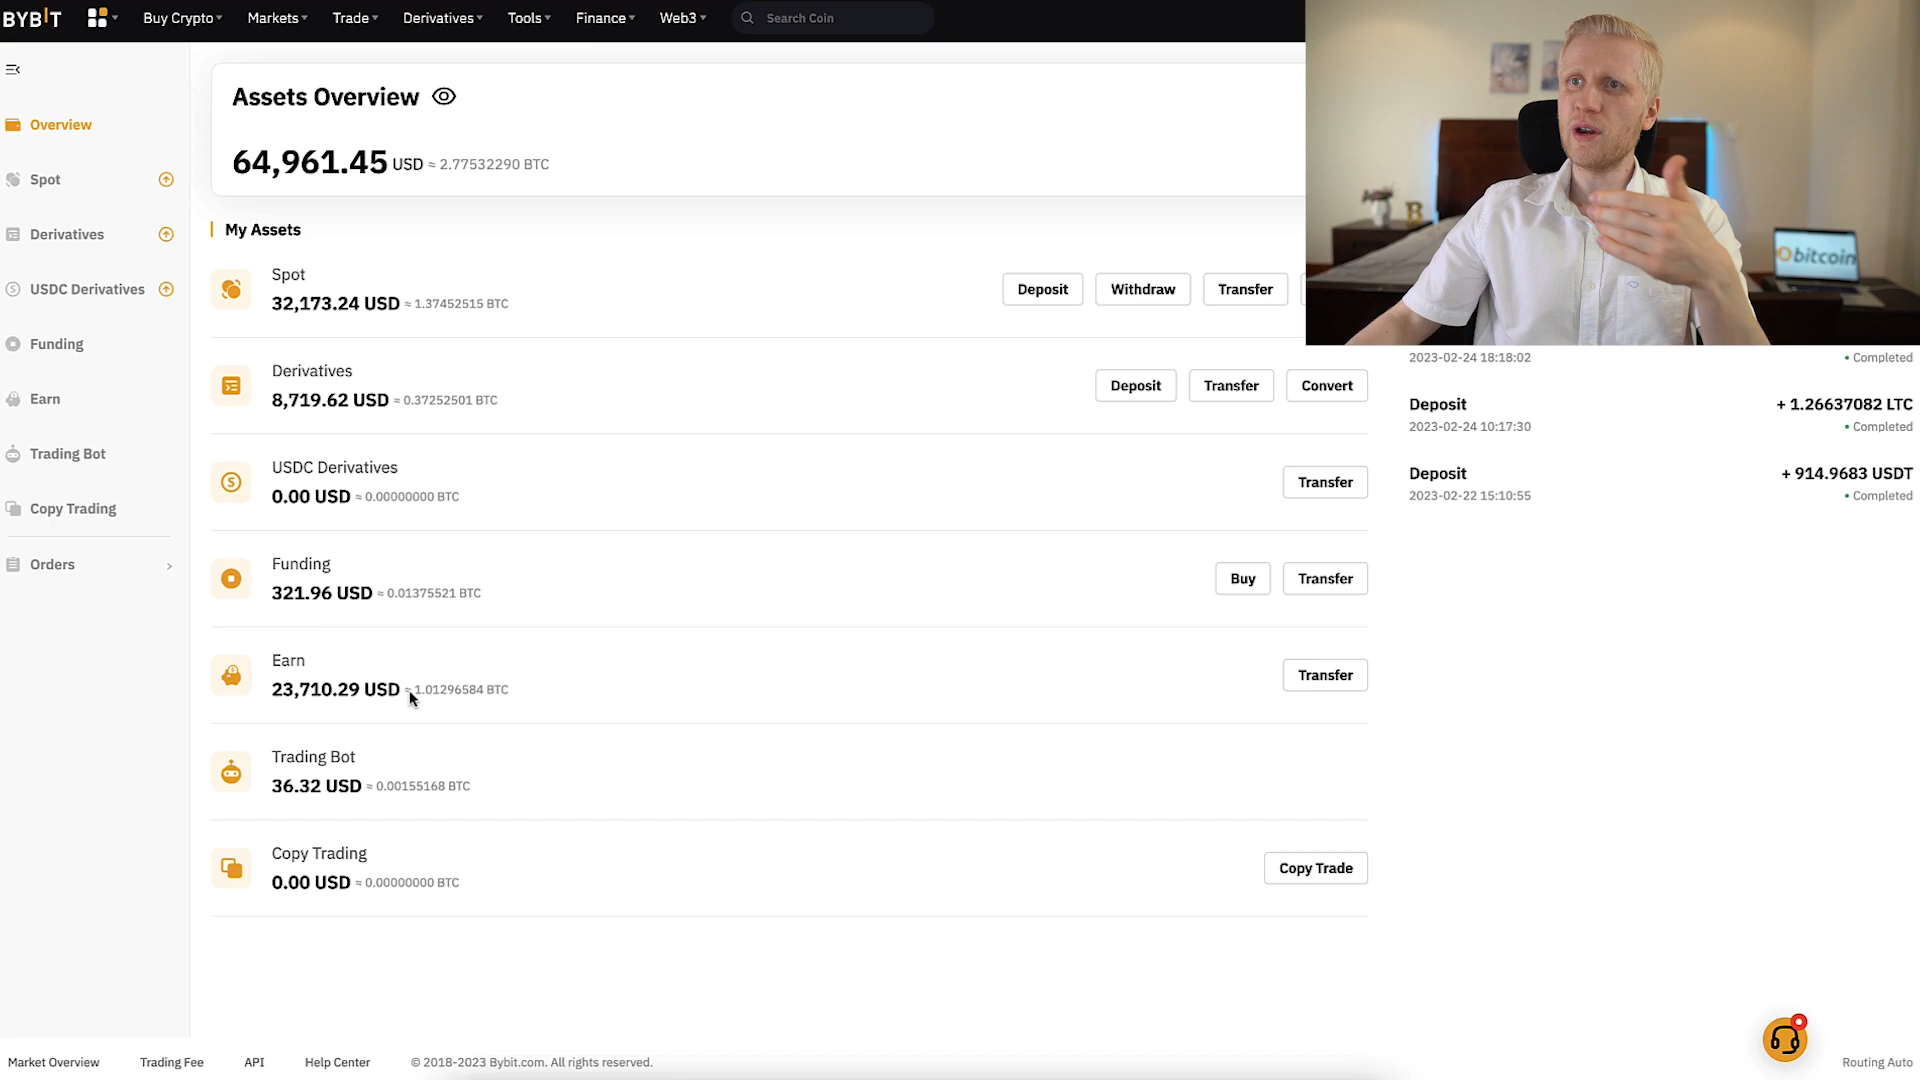 BYBIT
Buy Crypto
Markets
Trade
Derivatives
Tools
Finance
Web3
Search Coin
Overview
Spot
Derivatives
USDC Derivatives
Funding
Earn
Trading Bot
Copy Trading
Orders
Assets Overview
64,961.45 USD ≈ 2.77532290 BTC
My Assets
Spot
32,173.24 USD ≈ 1.37452515 BTC
Deposit
Withdraw
Transfer
Derivatives
8,719.62 USD ≈ 0.37252501 BTC
Deposit
Transfer
Convert
USDC Derivatives
0.00 USD ≈ 0.00000000 BTC
Transfer
Funding
321.96 USD ≈ 0.01375521 BTC
Buy
Transfer
Earn
23,710.29 USD ≈ 1.01296584 BTC
Transfer
Trading Bot
36.32 USD ≈ 0.00155168 BTC
Copy Trading
0.00 USD ≈ 0.00000000 BTC
Copy Trade
bitcoin
2023-02-24 18:18:02 • Completed
Deposit + 1.26637082 LTC
2023-02-24 10:17:30 • Completed
Deposit + 914.9683 USDT
2023-02-22 15:10:55 • Completed
Market Overview
Trading Fee
API
Help Center
© 2018-2023 Bybit.com. All rights reserved.
Routing Auto